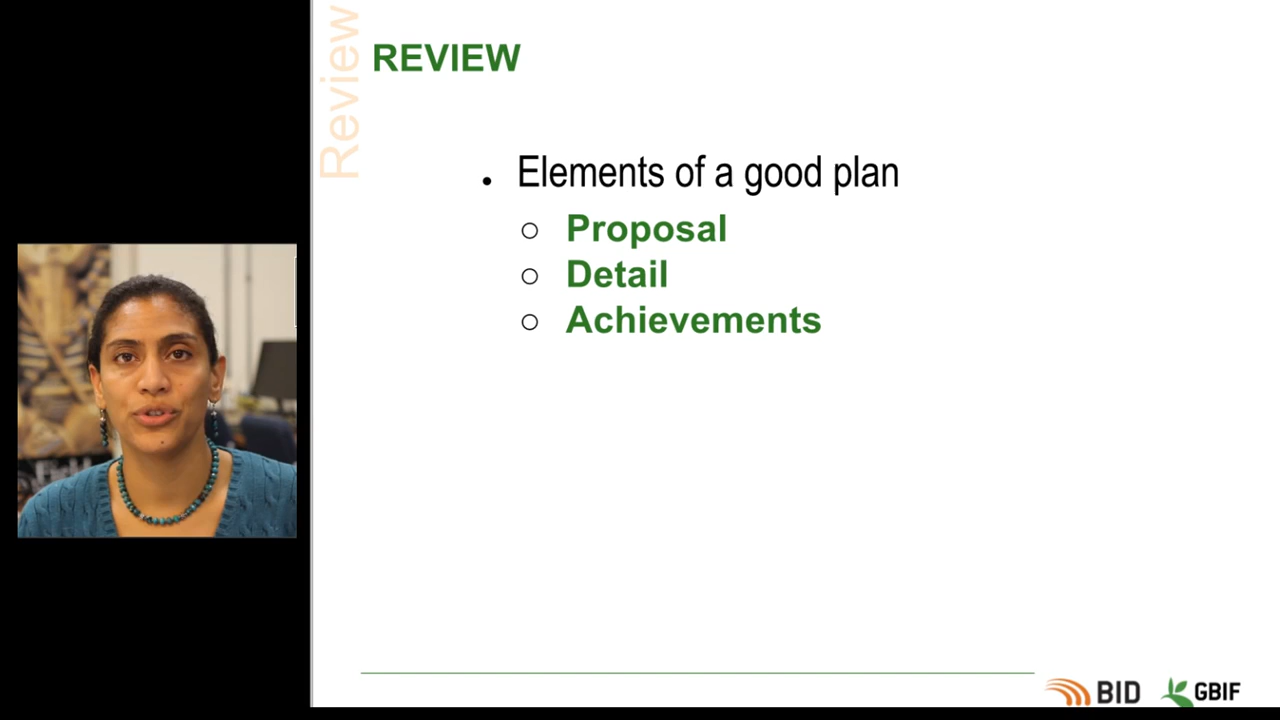 Review
REVIEW
Elements of a good plan
Proposal
Detail
Achievements
BID
GBIF